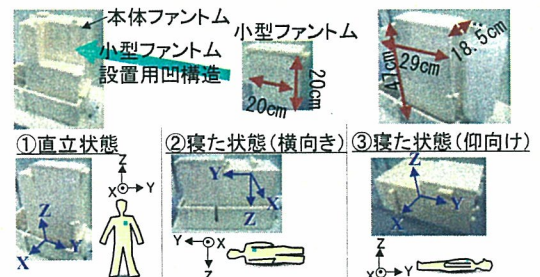 本体ファントム
小型ファントム
設置用凹構造
小型ファントム
20cm
20cm
47cm
29cm
18.5cm
①直立状態
②寝た状態(横向き)
③寝た状態(仰向け)
Z
X
Y
Z
X
Y
Y
X
Z
Y
X
Z
Z
X
Y
Z
X
Y